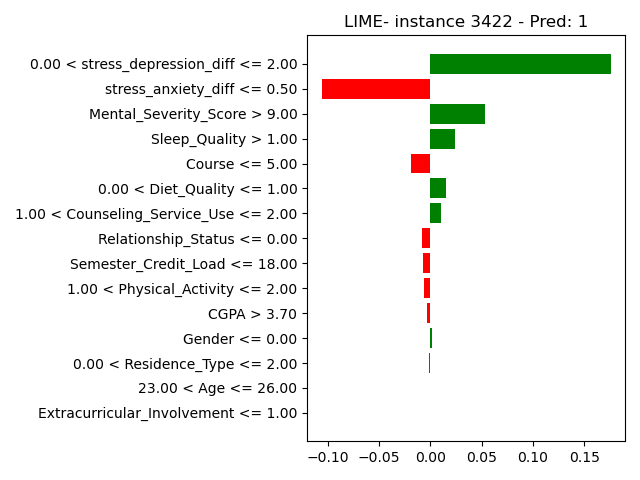 LIME- instance 3422 - Pred: 1
0.00 < stress_depression_diff <= 2.00
stress_anxiety_diff <= 0.50
Mental_Severity_Score > 9.00
Sleep_Quality > 1.00
Course <= 5.00
0.00 < Diet_Quality <= 1.00
1.00 < Counseling_Service_Use <= 2.00
Relationship_Status <= 0.00
Semester_Credit_Load <= 18.00
1.00 < Physical_Activity <= 2.00
CGPA > 3.70
Gender <= 0.00
0.00 < Residence_Type <= 2.00
23.00 < Age <= 26.00
Extracurricular_Involvement <= 1.00
−0.10 −0.05 0.00 0.05 0.10 0.15